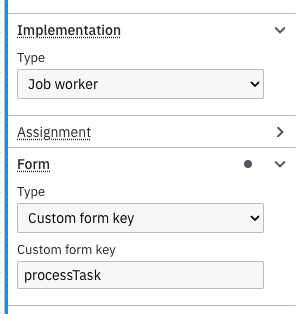 Implementation
Type
Job worker
Assignment
Form
Type
Custom form key
Custom form key
processTask